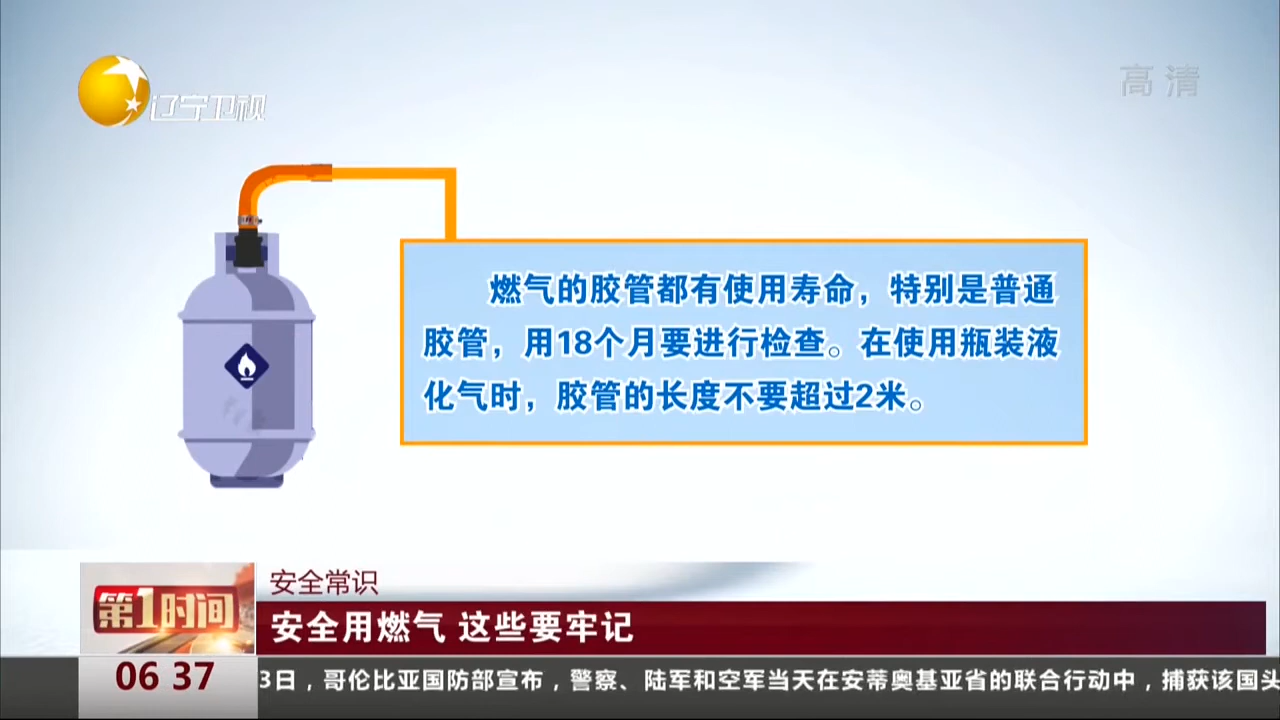 辽宁卫视
高清
燃气的胶管都有使用寿命，特别是普通
胶管，用18个月要进行检查。在使用瓶装液
化气时，胶管的长度不要超过2米。
第1时间
安全常识
安全用燃气 这些要牢记
06 37
3日，哥伦比亚国防部宣布，警察、陆军和空军当天在安蒂奥基亚省的联合行动中，捕获该国头